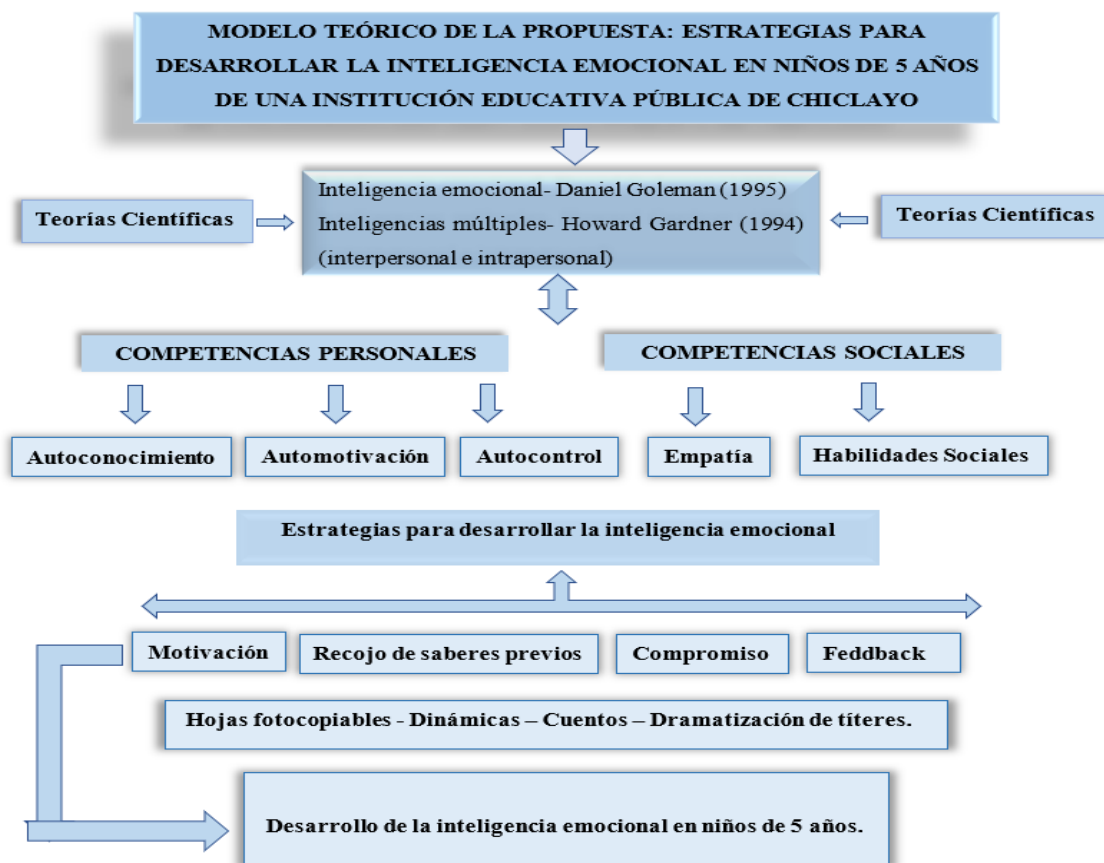 MODELO TEÓRICO DE LA PROPUESTA: ESTRATEGIAS PARA
DESARROLLAR LA INTELIGENCIA EMOCIONAL EN NIÑOS DE 5 AÑOS
DE UNA INSTITUCIÓN EDUCATIVA PÚBLICA DE CHICLAYO
Teorías Científicas
Inteligencia emocional- Daniel Goleman (1995)
Inteligencias múltiples- Howard Gardner (1994)
(interpersonal e intrapersonal)
Teorías Científicas
COMPETENCIAS PERSONALES
COMPETENCIAS SOCIALES
Autoconocimiento
Automotivación
Autocontrol
Empatía
Habilidades Sociales
Estrategias para desarrollar la inteligencia emocional
Motivación
Recojo de saberes previos
Compromiso
Feddback
Hojas fotocopiables - Dinámicas – Cuentos – Dramatización de títeres.
Desarrollo de la inteligencia emocional en niños de 5 años.